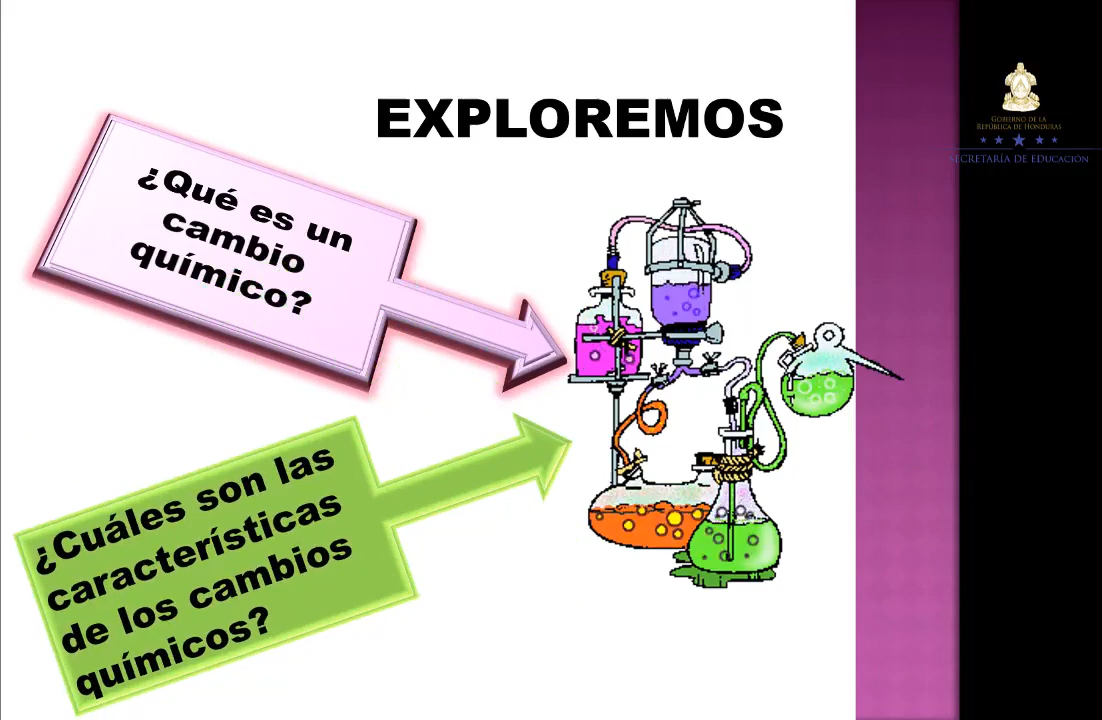 EXPLOREMOS
¿Qué es un
cambio
químico?
¿Cuáles son las
características
de los cambios
químicos?
GOBIERNO DE LA
REPÚBLICA DE HONDURAS
SECRETARÍA DE EDUCACIÓN